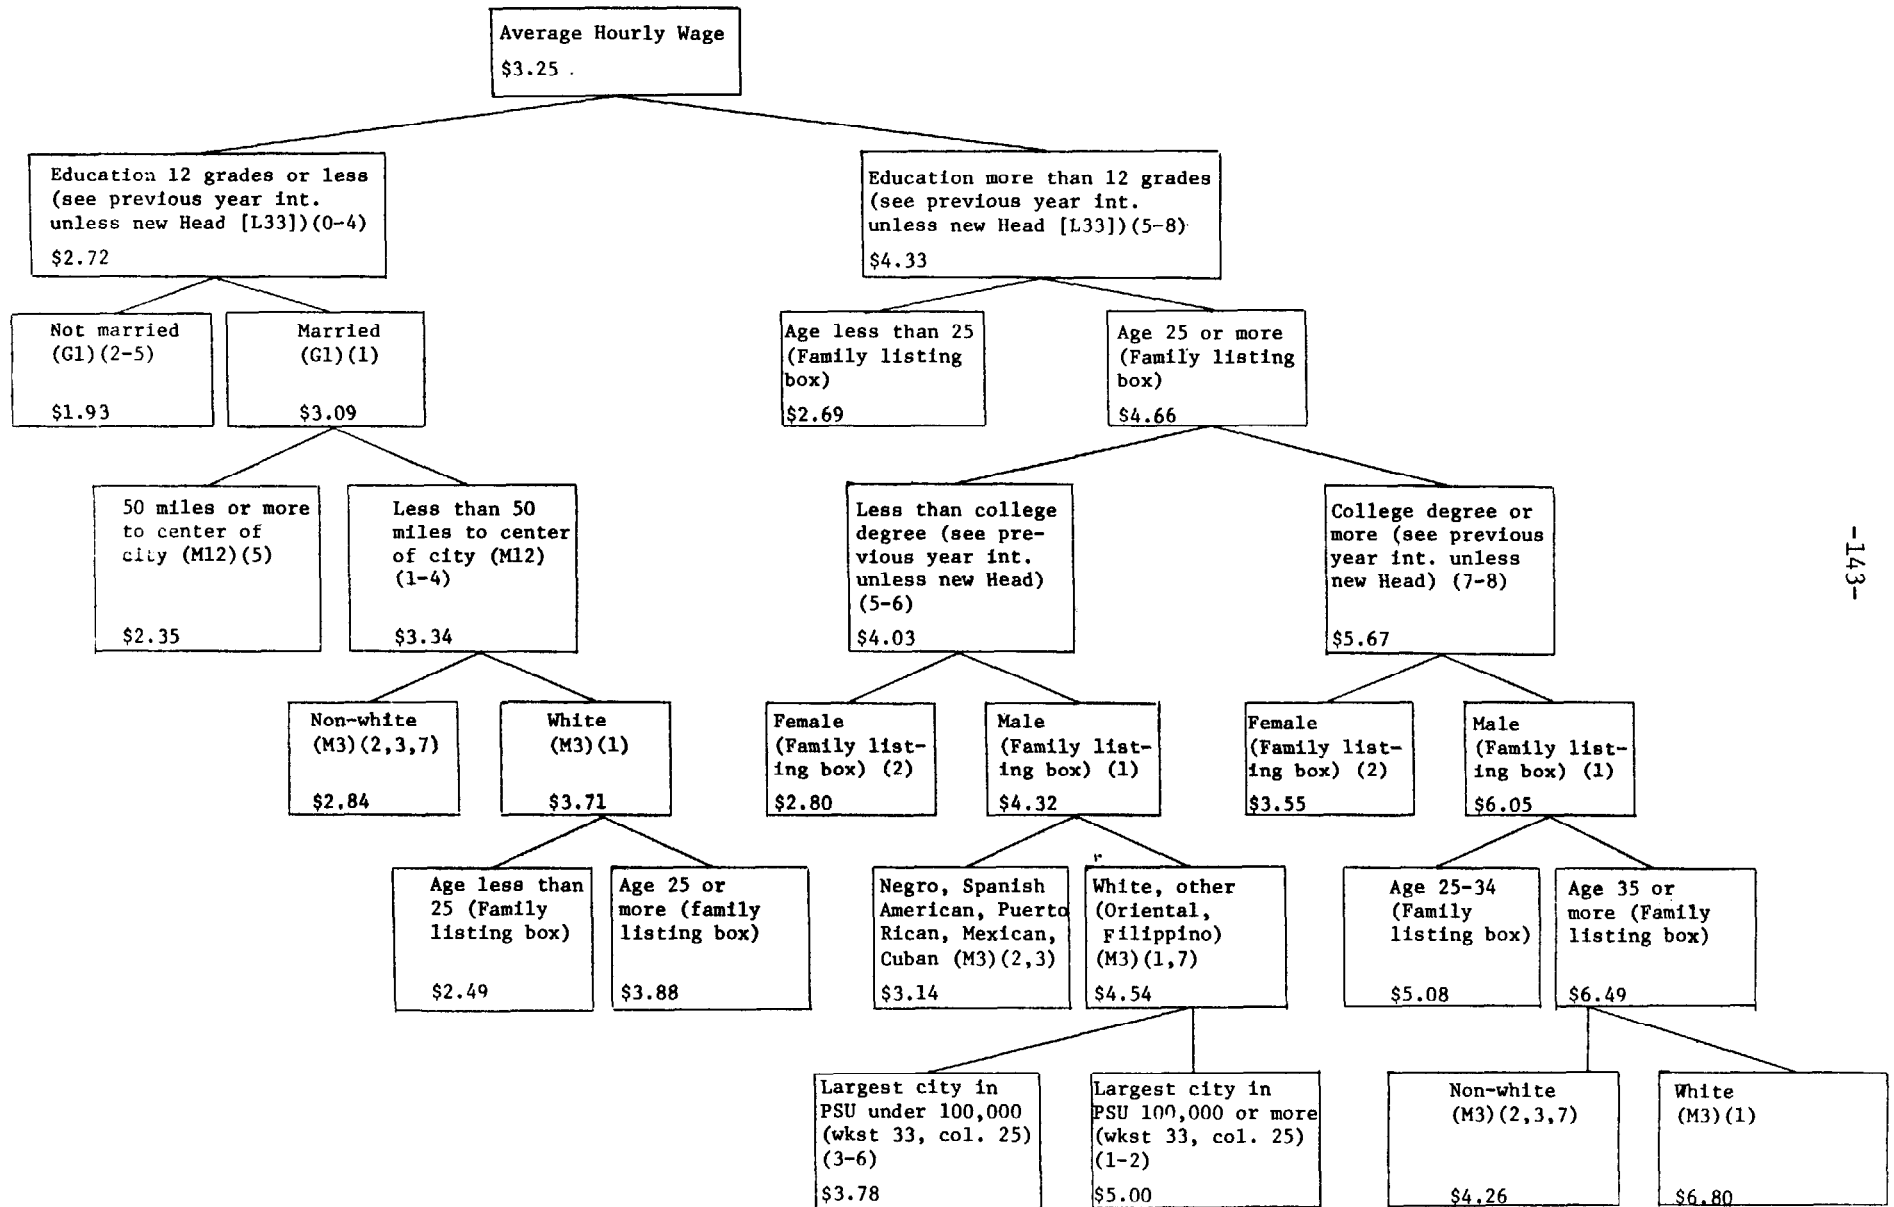 Average Hourly Wage
$3.25
Education 12 grades or less
(see previous year int.
unless new Head [L33])(0-4)
$2.72
Education more than 12 grades
(see previous year int.
unless new Head [L33])(5-8)
$4.33
Not married
(G1)(2-5)
$1.93
Married
(G1)(1)
$3.09
Age less than 25
(Family listing
box)
$2.69
Age 25 or more
(Family listing
box)
$4.66
50 miles or more
to center of
city (M12)(5)
$2.35
Less than 50
miles to center
of city (M12)
(1-4)
$3.34
Less than college
degree (see pre-
vious year int.
unless new Head)
(5-6)
$4.03
College degree or
more (see previous
year int. unless
new Head) (7-8)
$5.67
-143-
Non-white
(M3)(2,3,7)
$2.84
White
(M3)(1)
$3.71
Female
(Family list-
ing box) (2)
$2.80
Male
(Family list-
ing box) (1)
$4.32
Female
(Family list-
ing box) (2)
$3.55
Male
(Family list-
ing box) (1)
$6.05
Age less than
25 (Family
listing box)
$2.49
Age 25 or
more (family
listing box)
$3.88
Negro, Spanish
American, Puerto
Rican, Mexican,
Cuban (M3)(2,3)
$3.14
White, other
(Oriental,
Filippino)
(M3)(1,7)
$4.54
Age 25-34
(Family
listing box)
$5.08
Age 35 or
more (Family
listing box)
$6.49
Largest city in
PSU under 100,000
(wkst 33, col. 25)
(3-6)
$3.78
Largest city in
PSU 100,000 or more
(wkst 33, col. 25)
(1-2)
$5.00
Non-white
(M3)(2,3,7)
$4.26
White
(M3)(1)
$6.80